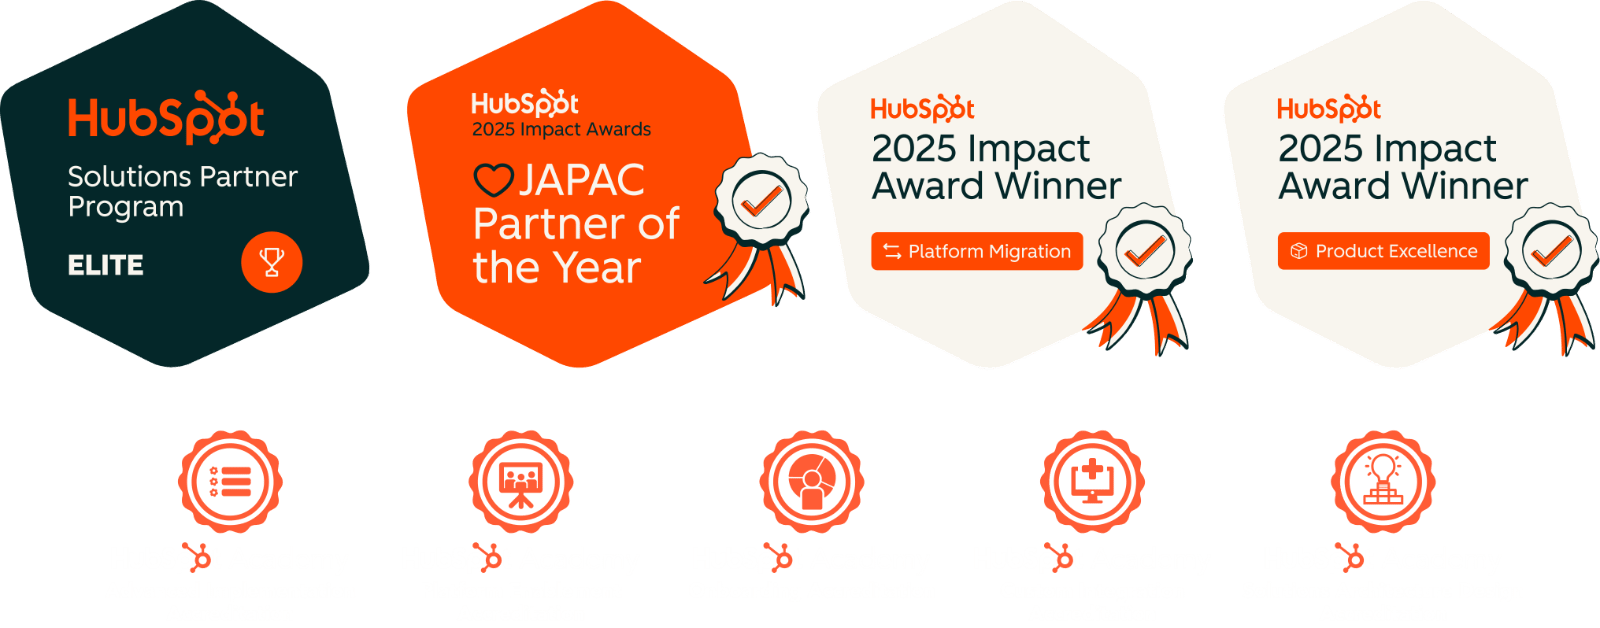 HubSpot
Solutions Partner
Program
ELITE
HubSpot
2025 Impact Awards
JAPAC
Partner of
the Year
HubSpot
2025 Impact
Award Winner
Platform Migration
HubSpot
2025 Impact
Award Winner
Product Excellence